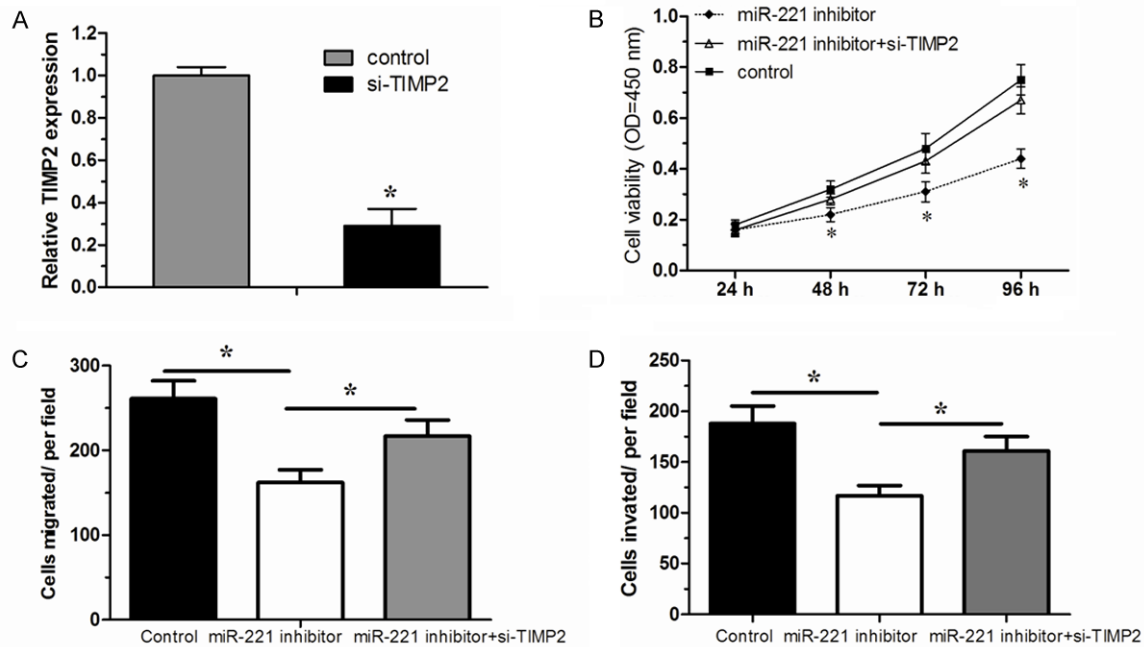 A
Relative TIMP2 expression
1.2
1.0
0.8
0.6
0.4
0.2
0.0
control
si-TIMP2
*
B
Cell viability (OD=450 nm)
1.0
0.8
0.6
0.4
0.2
0.0
miR-221 inhibitor
miR-221 inhibitor+si-TIMP2
control
* * *
24 h 48 h 72 h 96 h
C
Cells migrated/ per field
300
200
100
0
* *
Control miR-221 inhibitor miR-221 inhibitor+si-TIMP2
D
Cells invated/ per field
250
200
150
100
50
0
* *
Control miR-221 inhibitor miR-221 inhibitor+si-TIMP2